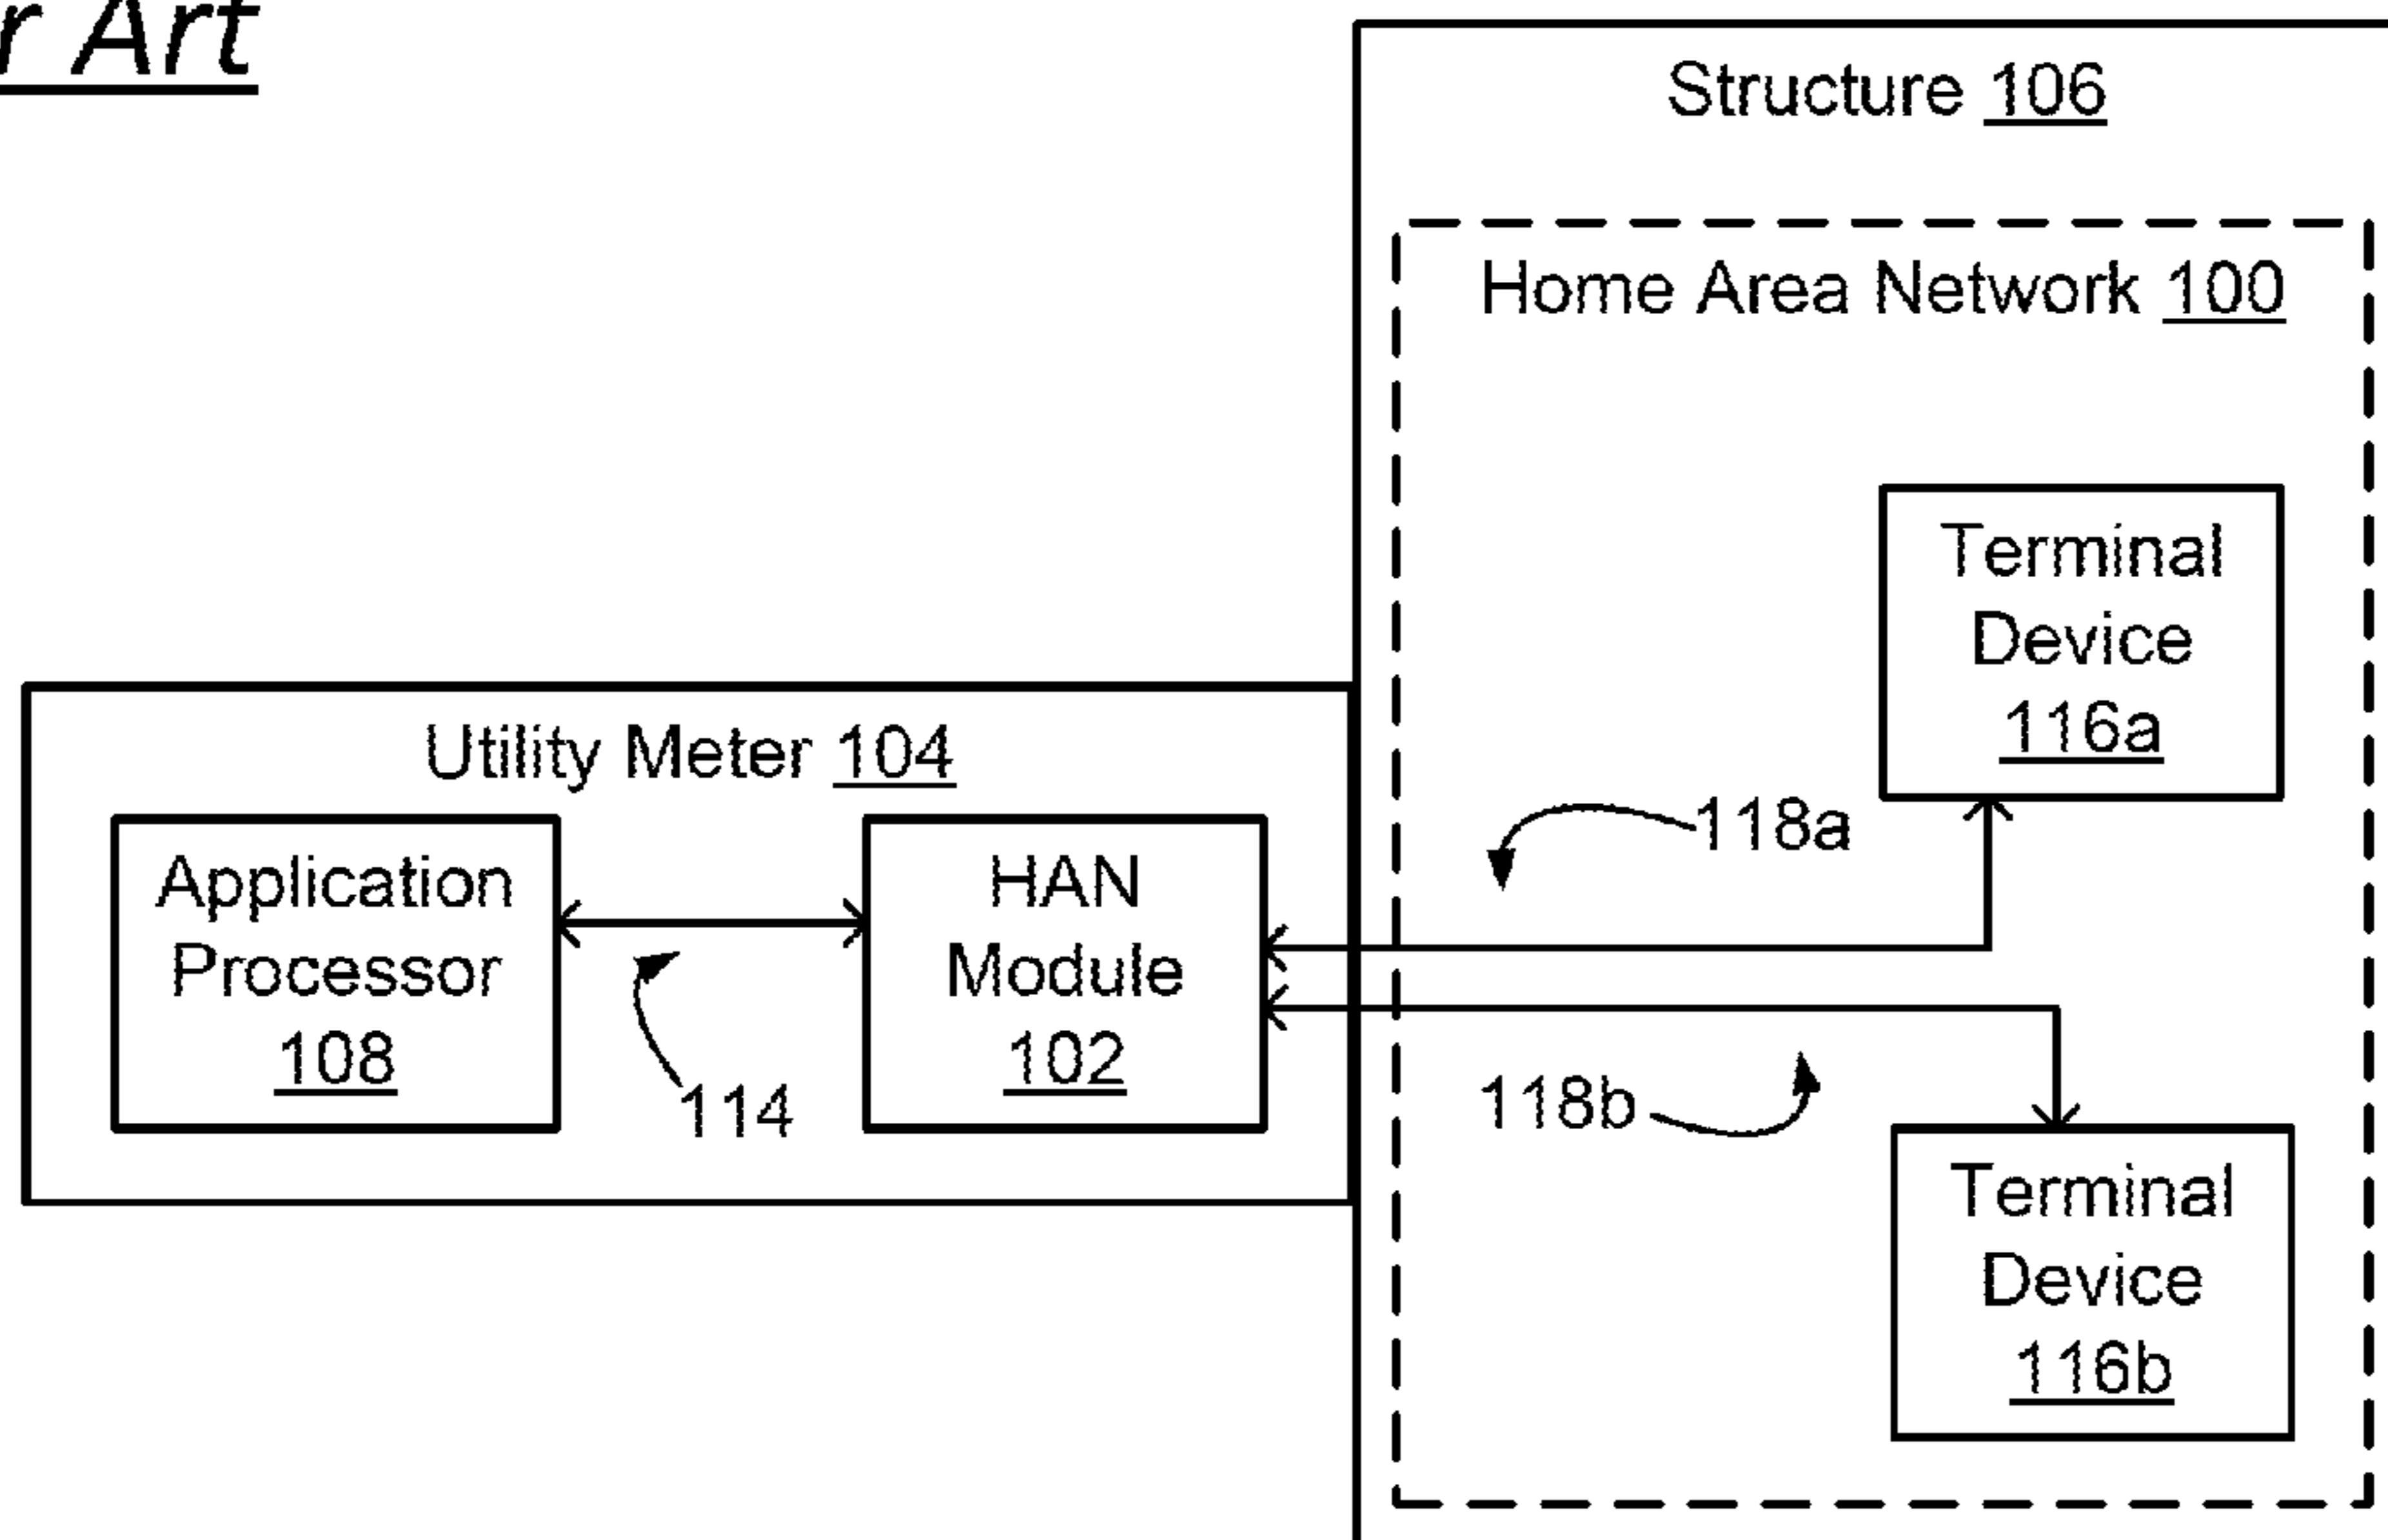 r Art
Structure 106
Home Area Network 100
Terminal
Device
116a
Utility Meter 104
118a
Application
Processor
108
HAN
Module
102
114
118b
Terminal
Device
116b